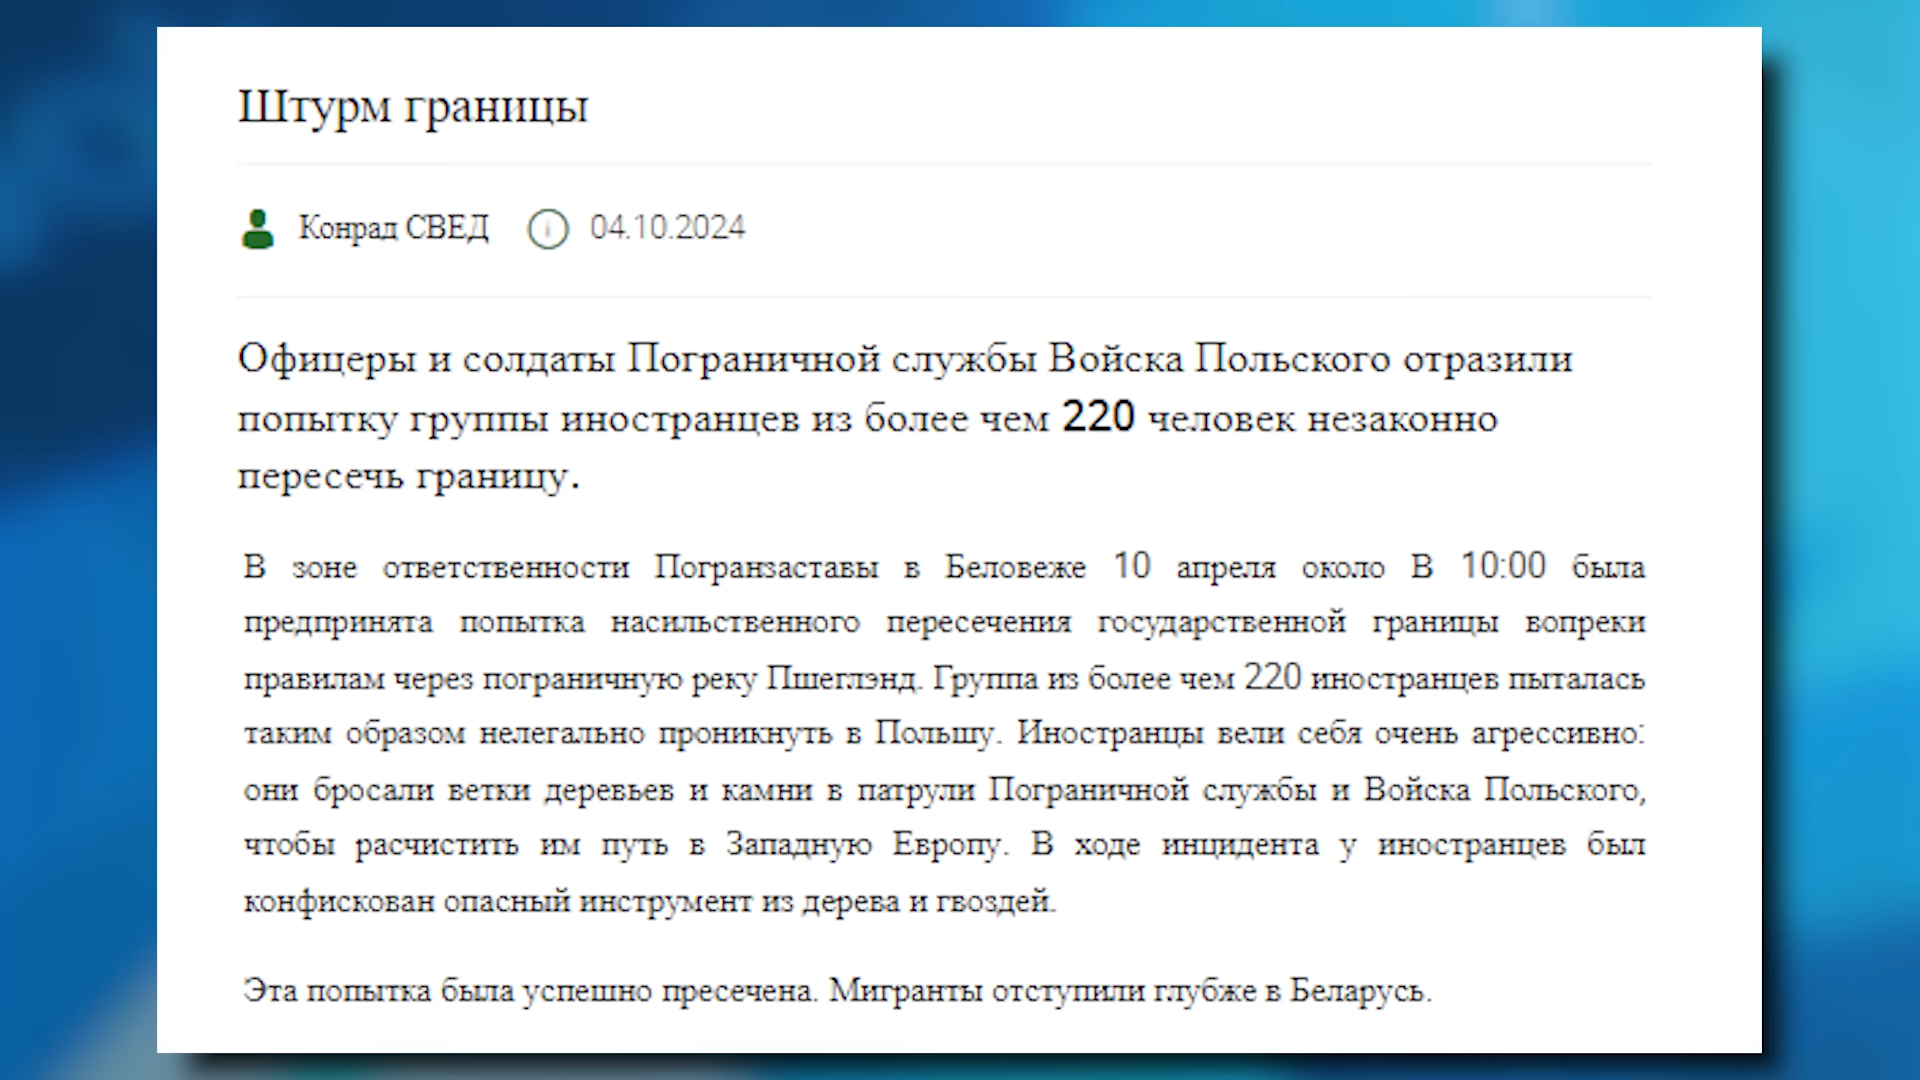 Штурм границы
Конрад СВЕД 04.10.2024
Офицеры и солдаты Пограничной службы Войска Польского отразили
попытку группы иностранцев из более чем 220 человек незаконно
пересечь границу.
В зоне ответственности Погранзаставы в Беловеже 10 апреля около В 10:00 была
предпринята попытка насильственного пересечения государственной границы вопреки
правилам через пограничную реку Пшеглэнд. Группа из более чем 220 иностранцев пыталась
таким образом нелегально проникнуть в Польшу. Иностранцы вели себя очень агрессивно:
они бросали ветки деревьев и камни в патрули Пограничной службы и Войска Польского,
чтобы расчистить им путь в Западную Европу. В ходе инцидента у иностранцев был
конфискован опасный инструмент из дерева и гвоздей.
Эта попытка была успешно пресечена. Мигранты отступили глубже в Беларусь.